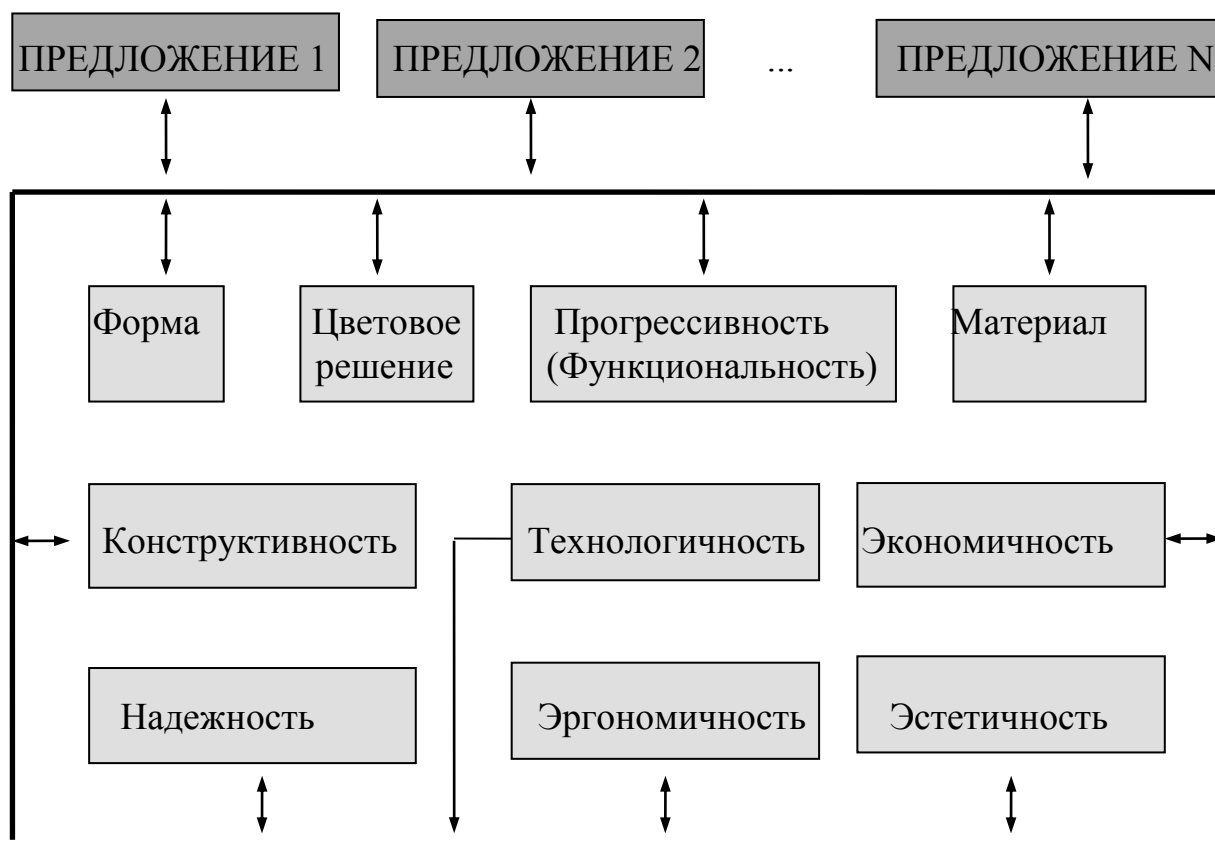 ПРЕДЛОЖЕНИЕ 1
ПРЕДЛОЖЕНИЕ 2
...
ПРЕДЛОЖЕНИЕ N
Форма
Цветовое
решение
Прогрессивность
(Функциональность)
Материал
Конструктивность
Технологичность
Экономичность
Надежность
Эргономичность
Эстетичность